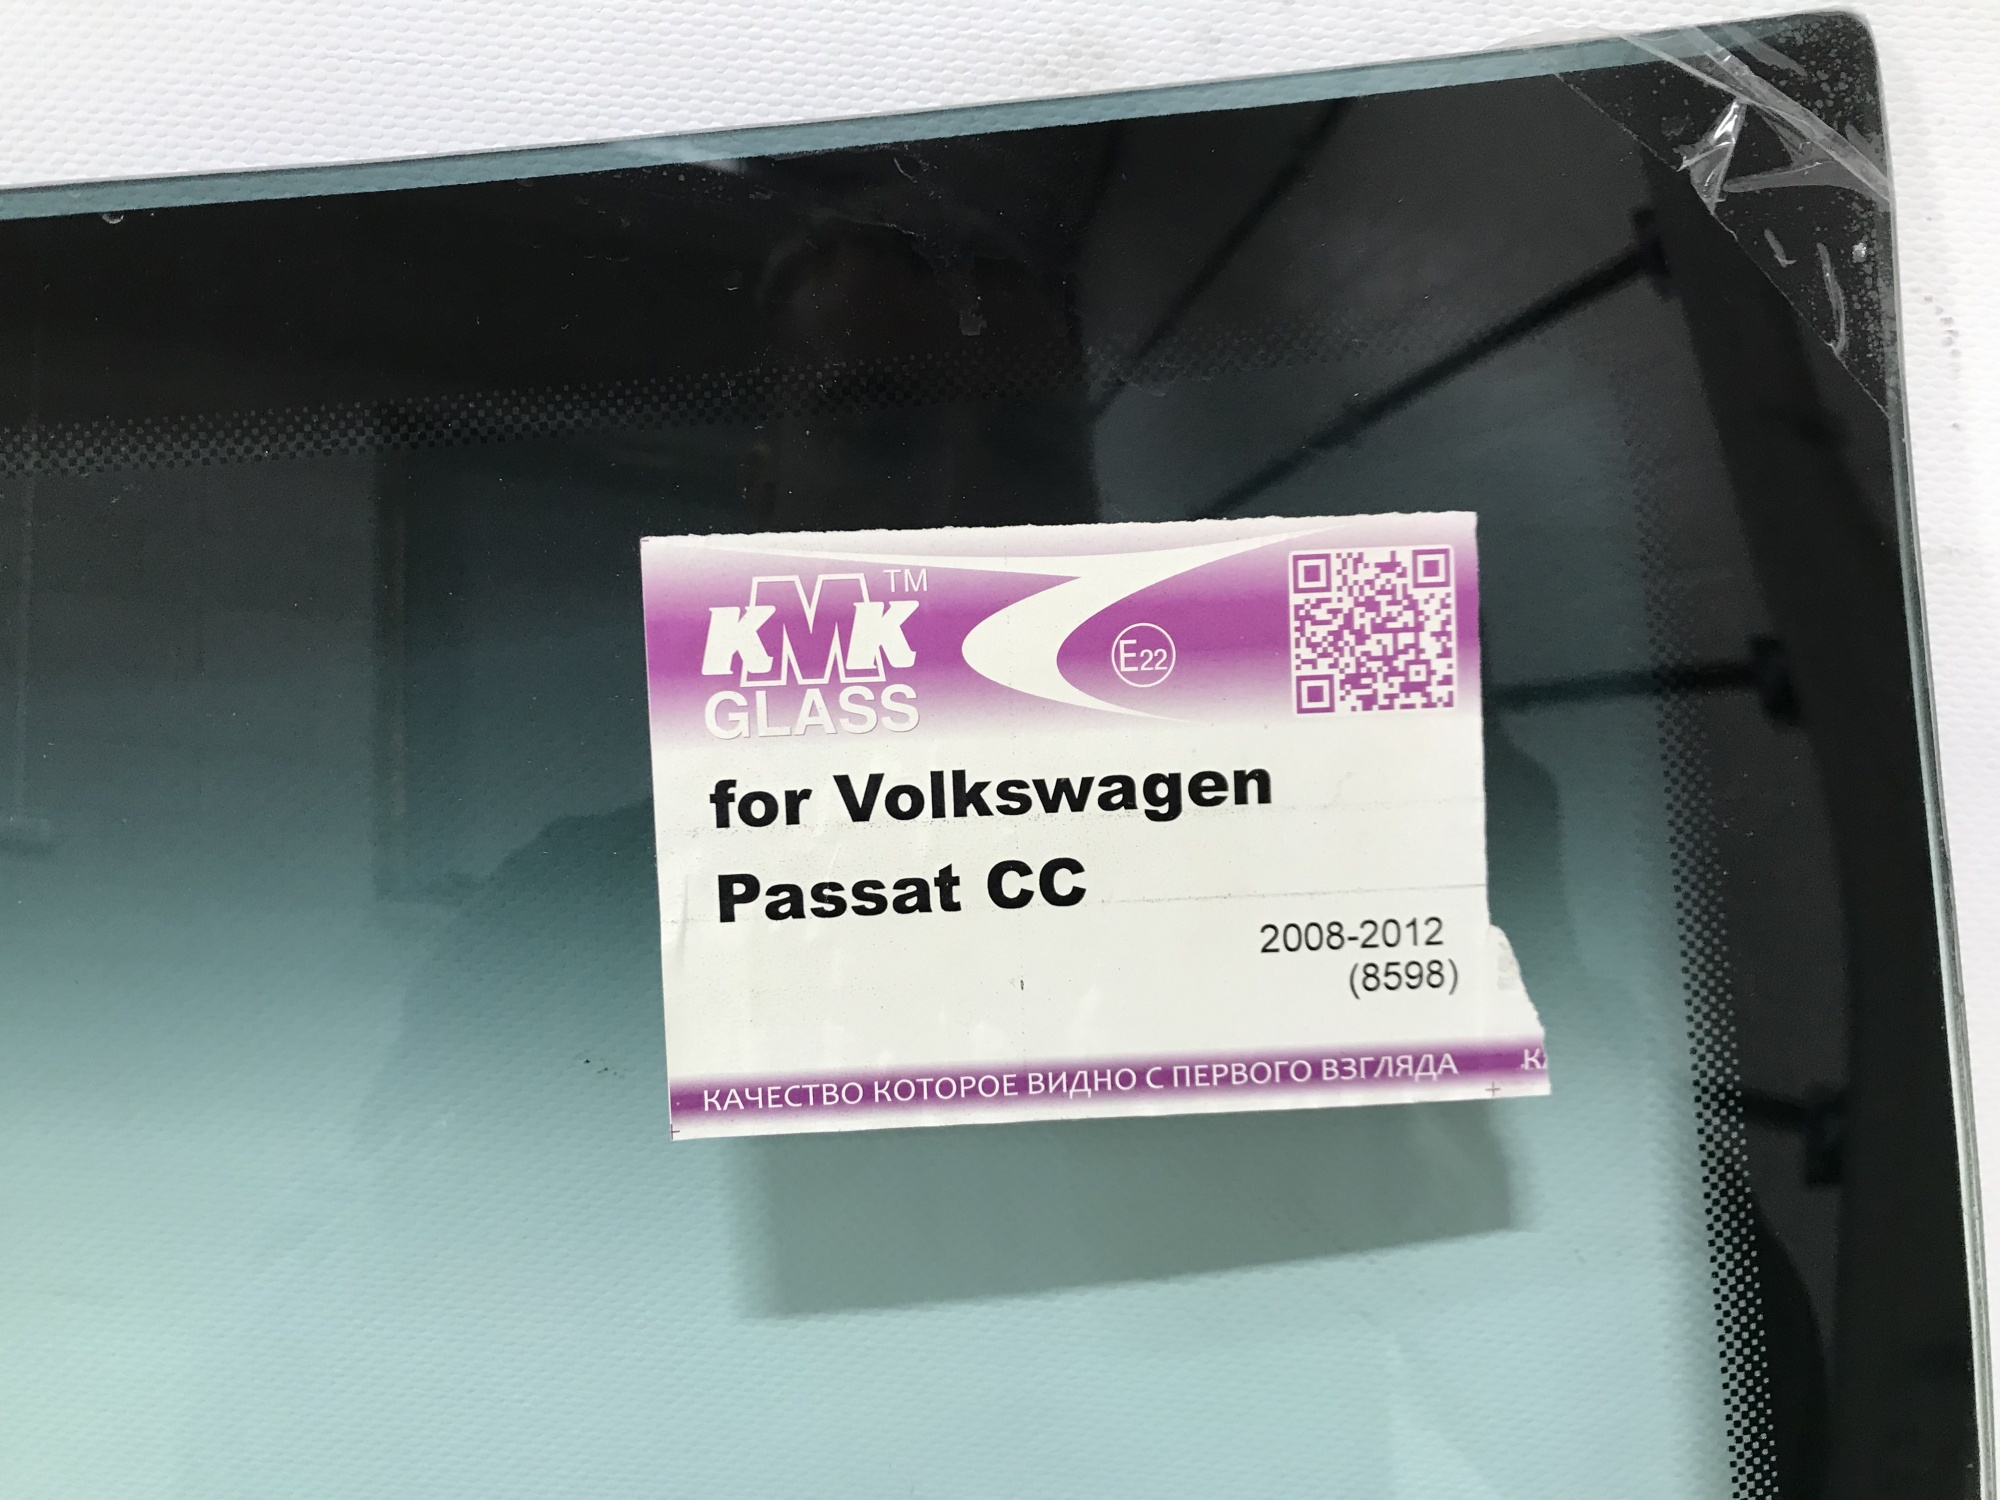 KMK TM
GLASS
E22
for Volkswagen
Passat CC
2008-2012
(8598)
КАЧЕСТВО КОТОРОЕ ВИДНО С ПЕРВОГО ВЗГЛЯДА